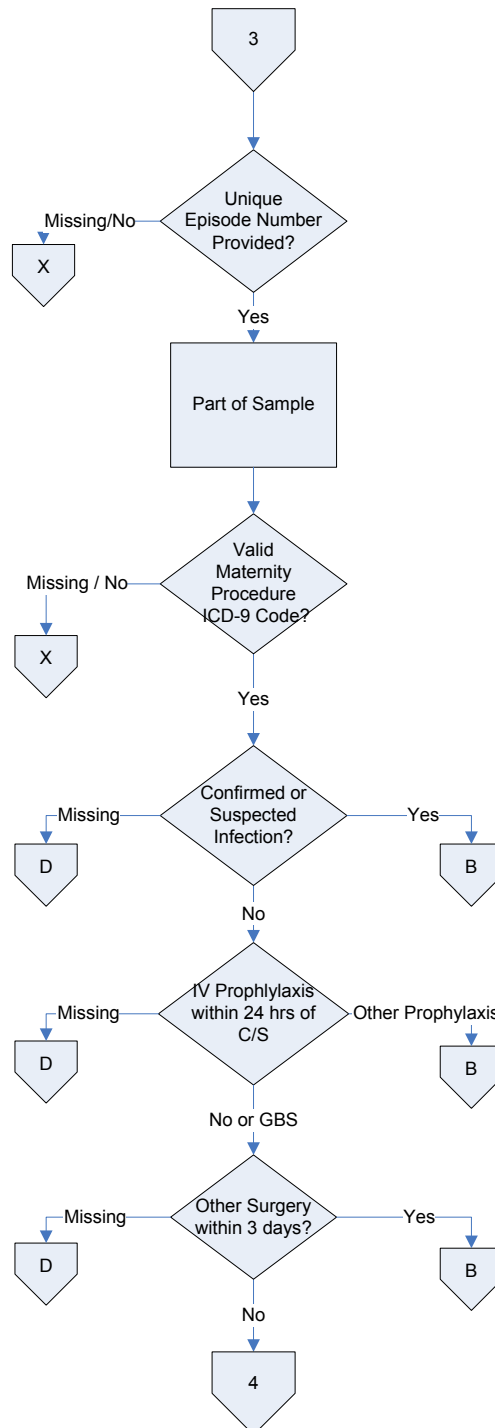 3
Unique
Episode Number
Provided?
Missing/No
X
Yes
Part of Sample
Valid
Maternity
Procedure
ICD-9 Code?
Missing / No
X
Yes
Confirmed or
Suspected
Infection?
Missing
Yes
D
B
No
IV Prophlylaxis
within 24 hrs of
C/S
Missing
Other Prophylaxis
D
B
No or GBS
Other Surgery
within 3 days?
Missing
Yes
D
B
No
4